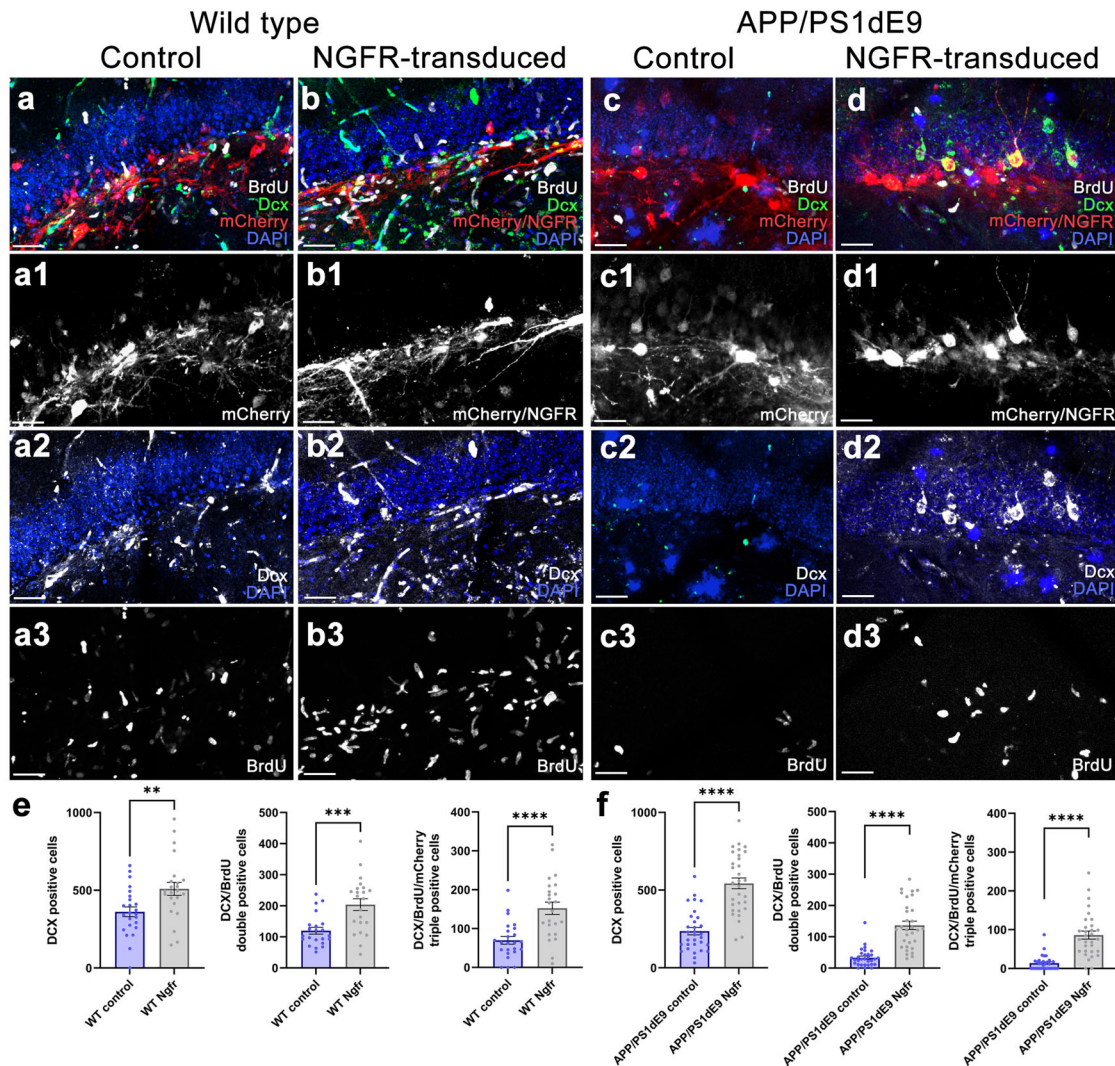 Wild type
APP/PS1dE9
Control
NGFR-transduced
Control
NGFR-transduced
a
BrdU
Dcx
mCherry
DAPI
b
BrdU
Dcx
mCherry/NGFR
DAPI
c
BrdU
Dcx
mCherry
DAPI
d
BrdU
Dcx
mCherry/NGFR
DAPI
a1
mCherry
b1
mCherry/NGFR
c1
mCherry
d1
mCherry/NGFR
a2
Dcx
DAPI
b2
Dcx
DAPI
c2
Dcx
DAPI
d2
Dcx
DAPI
a3
BrdU
b3
BrdU
c3
BrdU
d3
BrdU
e
DCX positive cells
1000
500
0
**
WT control
WT Ngfr
DCX/BrdU
double positive cells
500
400
300
200
100
0
***
WT control
WT Ngfr
DCX/BrdU/mCherry
triple positive cells
400
300
200
100
0
****
WT control
WT Ngfr
f
DCX positive cells
1000
500
0
****
APP/PS1dE9 control
APP/PS1dE9 Ngfr
DCX/BrdU
double positive cells
500
400
300
200
100
0
****
APP/PS1dE9 control
APP/PS1dE9 Ngfr
DCX/BrdU/mCherry
triple positive cells
400
300
200
100
0
****
APP/PS1dE9 control
APP/PS1dE9 Ngfr